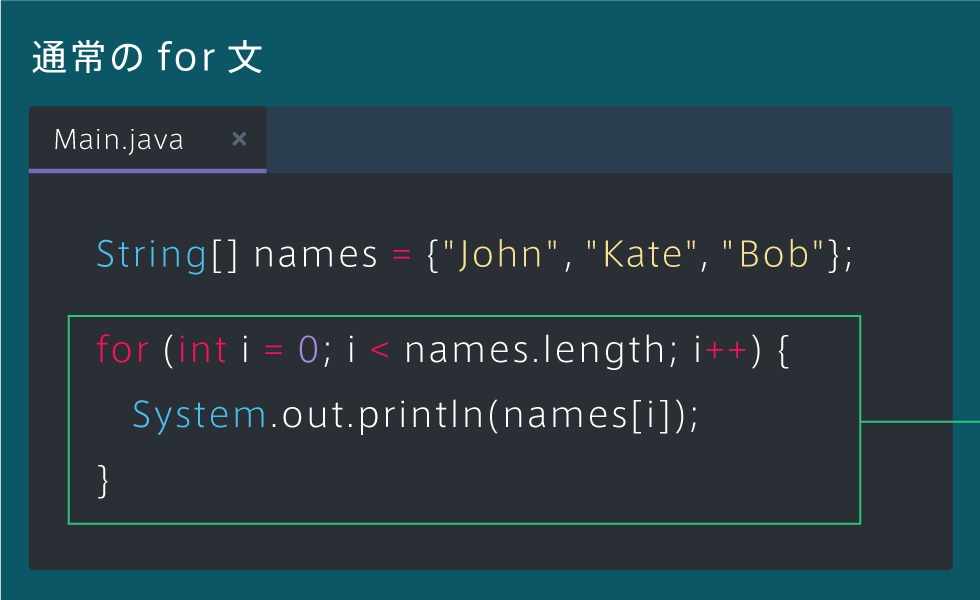 通常の for 文
Main.java ×
String[] names = {"John", "Kate", "Bob"};
for (int i = 0; i < names.length; i++) {
System.out.println(names[i]);
}